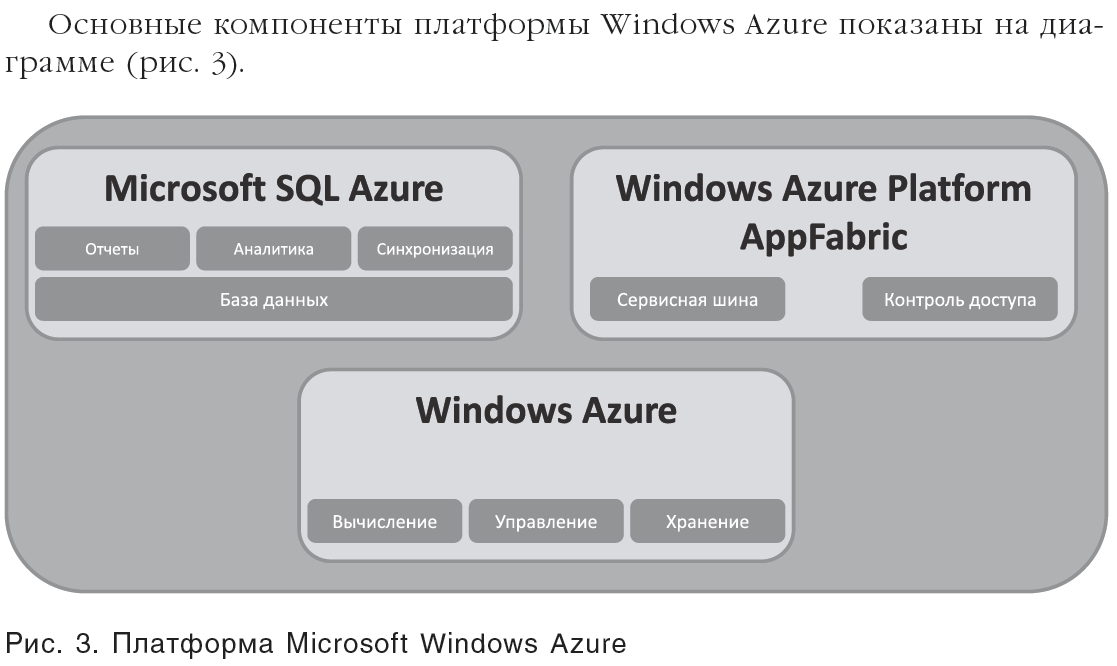 Основные компоненты платформы Windows Azure показаны на диа-
грамме (рис. 3).
Microsoft SQL Azure
Отчеты
Аналитика
Синхронизация
База данных
Windows Azure Platform
AppFabric
Сервисная шина
Контроль доступа
Windows Azure
Вычисление
Управление
Хранение
Рис. 3. Платформа Microsoft Windows Azure